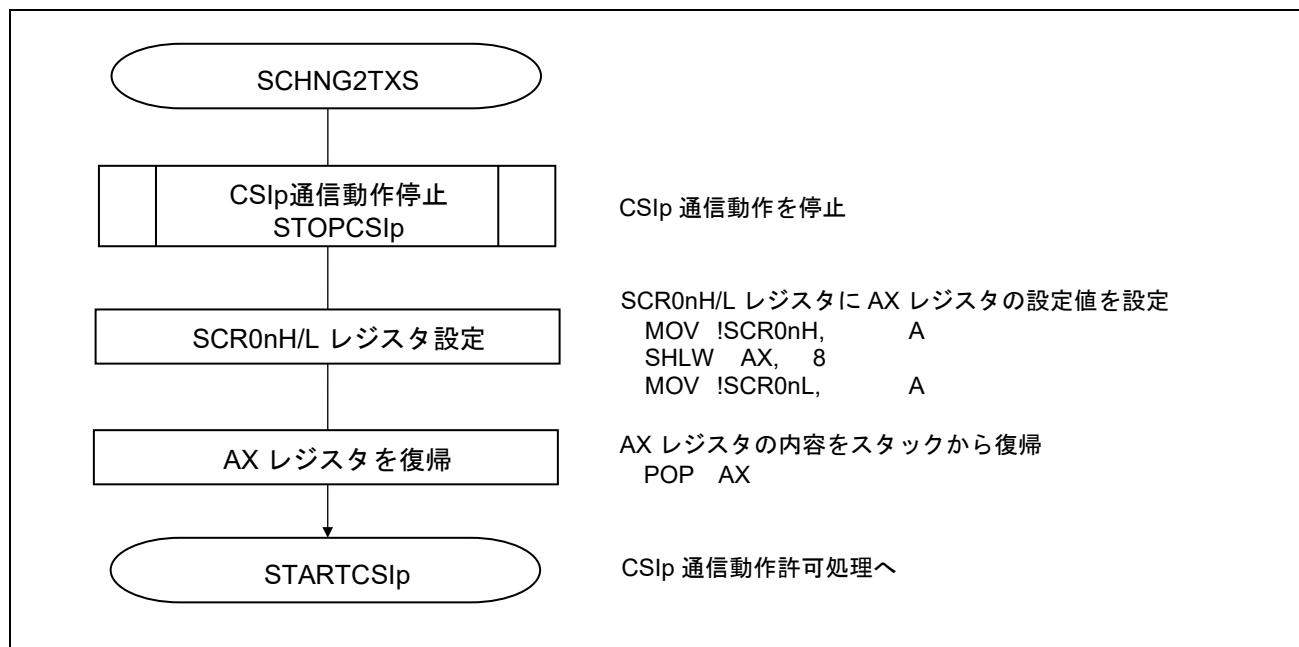 SCHNG2TXS
CSIp通信動作停止
STOPCSIp
CSIp 通信動作を停止
SCR0nH/L レジスタ設定
SCR0nH/L レジスタに AX レジスタの設定値を設定
MOV !SCR0nH, A
SHLW AX, 8
MOV !SCR0nL, A
AX レジスタを復帰
AX レジスタの内容をスタックから復帰
POP AX
STARTCSIp
CSIp 通信動作許可処理へ